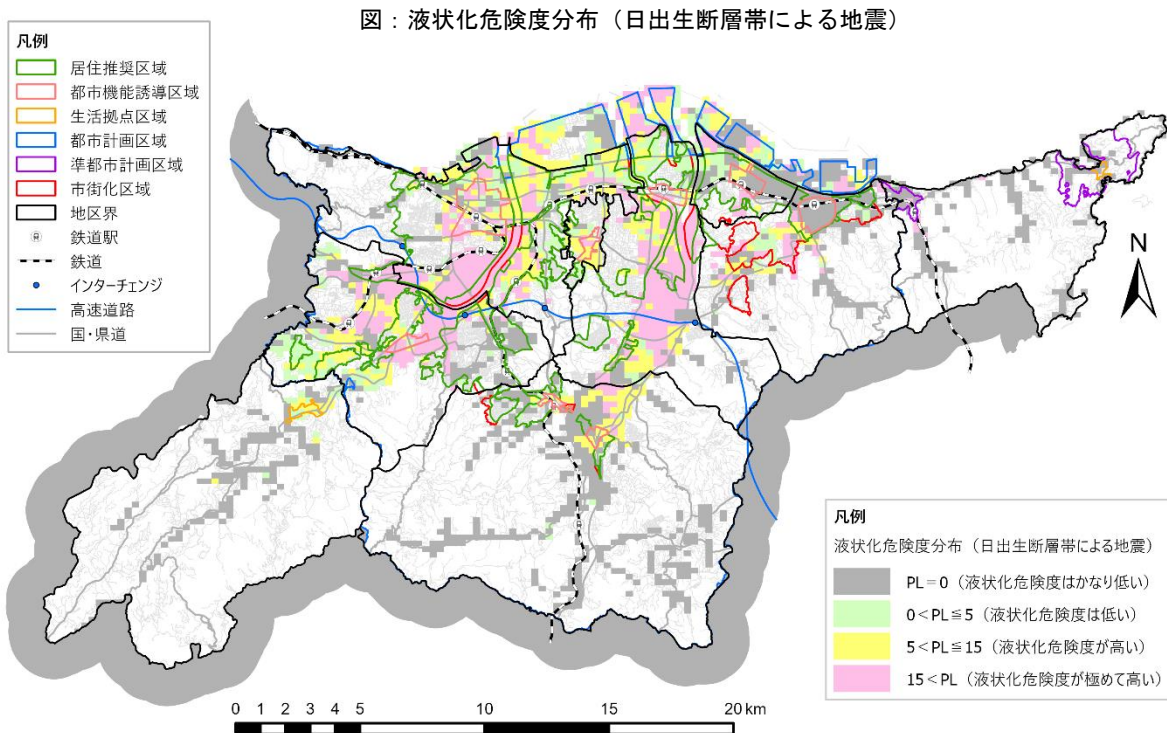 図：液状化危険度分布（日出生断層帯による地震）
凡例
居住推奨区域
都市機能誘導区域
生活拠点区域
都市計画区域
準都市計画区域
市街化区域
地区界
鉄道駅
鉄道
インターチェンジ
高速道路
国・県道
N
凡例
液状化危険度分布（日出生断層帯による地震）
PL＝0（液状化危険度はかなり低い）
0＜PL≦5（液状化危険度は低い）
5＜PL≦15（液状化危険度が高い）
15＜PL（液状化危険度が極めて高い）
0 1 2 3 4 5 10 15 20 km